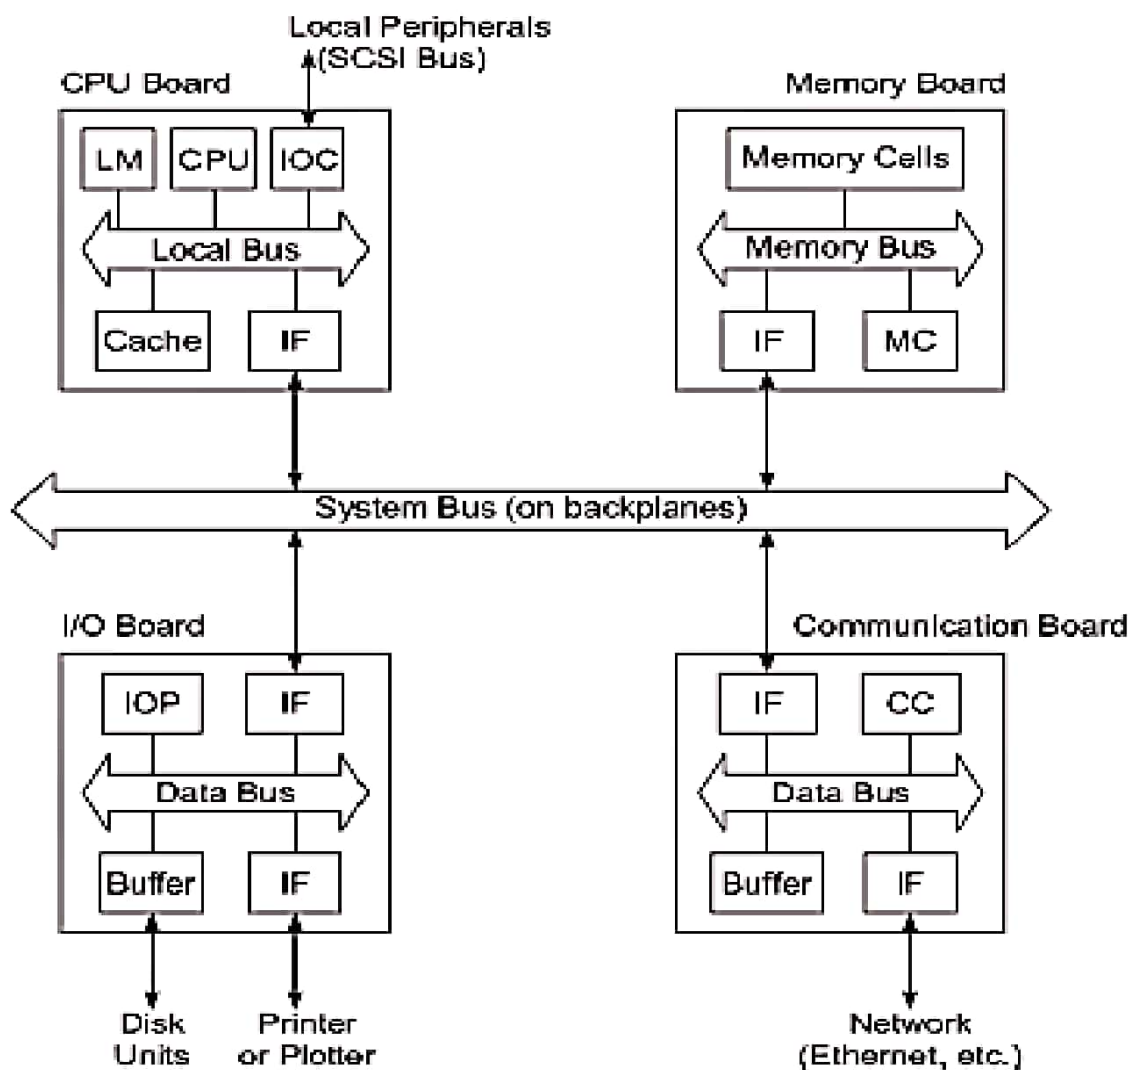 Local Peripherals
(SCSI Bus)
CPU Board
Memory Board
LM
CPU
IOC
Memory Cells
Local Bus
Memory Bus
Cache
IF
IF
MC
System Bus (on backplanes)
I/O Board
Communication Board
IOP
IF
IF
CC
Data Bus
Data Bus
Buffer
IF
Buffer
IF
Disk
Units
Printer
or Plotter
Network
(Ethernet, etc.)